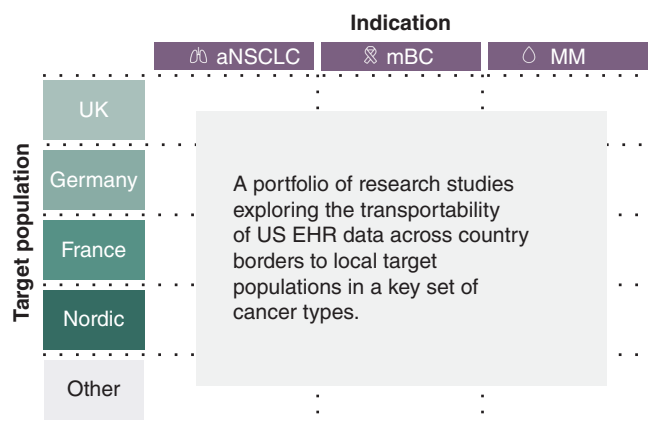 Indication
aNSCLC
mBC
MM
Target population
UK
Germany
France
Nordic
Other
A portfolio of research studies
exploring the transportability
of US EHR data across country
borders to local target
populations in a key set of
cancer types.